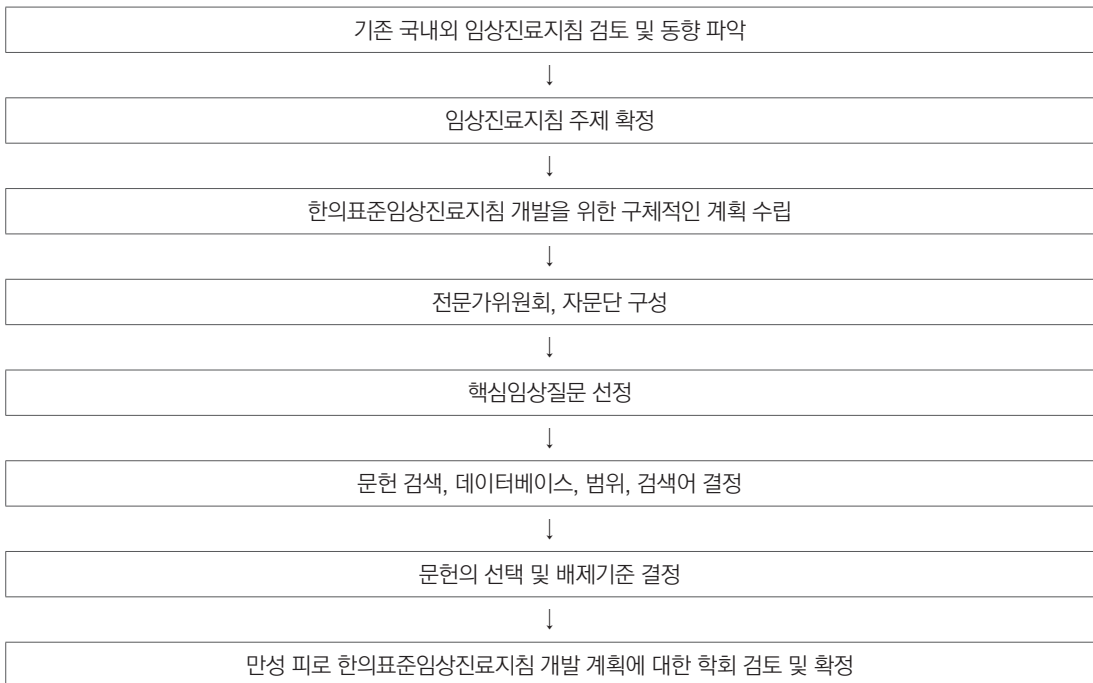 기존 국내외 임상진료지침 검토 및 동향 파악
↓
임상진료지침 주제 확정
↓
한의표준임상진료지침 개발을 위한 구체적인 계획 수립
↓
전문가위원회, 자문단 구성
↓
핵심임상질문 선정
↓
문헌 검색, 데이터베이스, 범위, 검색어 결정
↓
문헌의 선택 및 배제기준 결정
↓
만성 피로 한의표준임상진료지침 개발 계획에 대한 학회 검토 및 확정